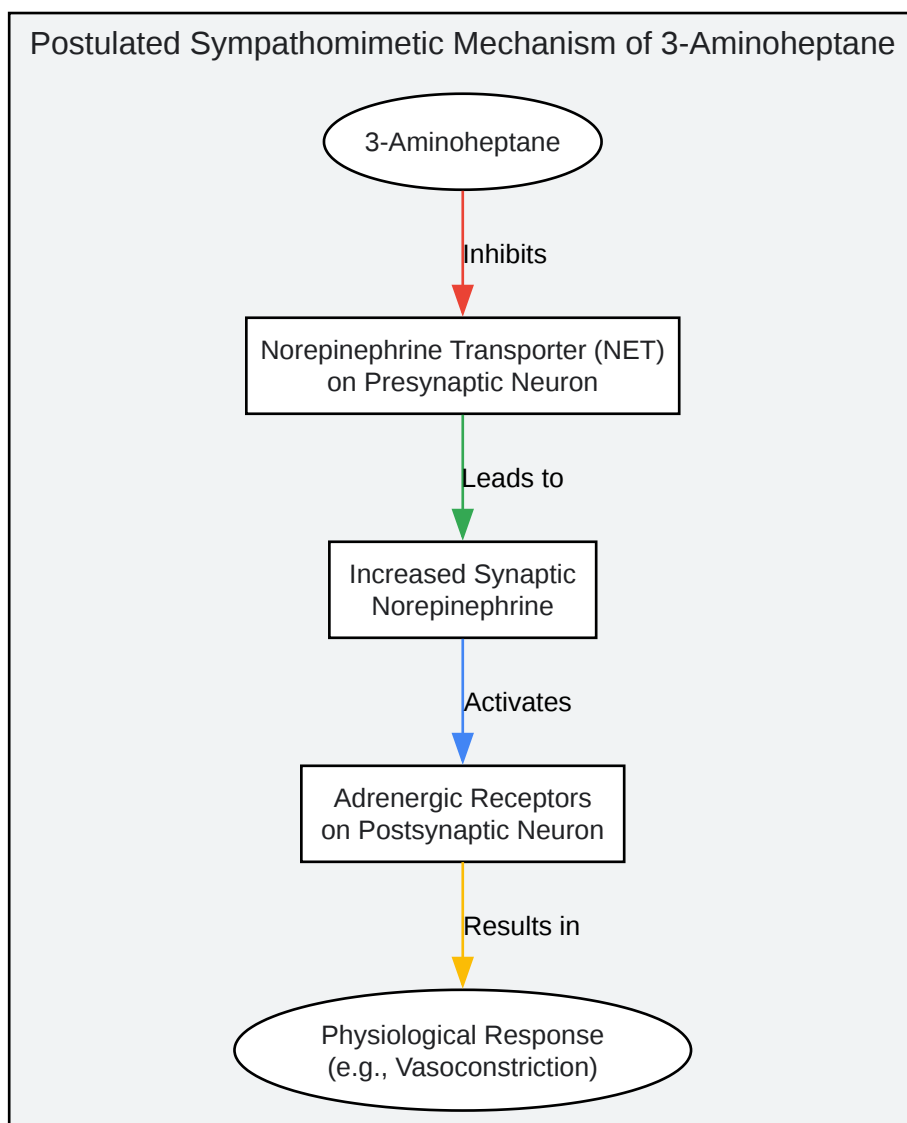 Postulated Sympathomimetic Mechanism of 3-Aminoheptane
3-Aminoheptane
Inhibits
Norepinephrine Transporter (NET)
on Presynaptic Neuron
Leads to
Increased Synaptic
Norepinephrine
Activates
Adrenergic Receptors
on Postsynaptic Neuron
Results in
Physiological Response
(e.g., Vasoconstriction)